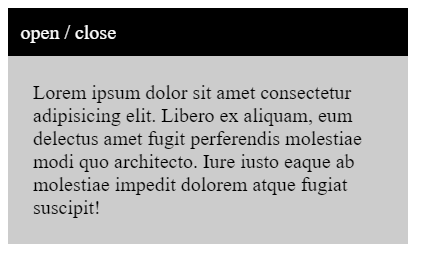 open / close
Lorem ipsum dolor sit amet consectetur
adipisicing elit. Libero ex aliquam, eum
delectus amet fugit perferendis molestiae
modi quo architecto. Iure iusto eaque ab
molestiae impedit dolorem atque fugiat
suscipit!